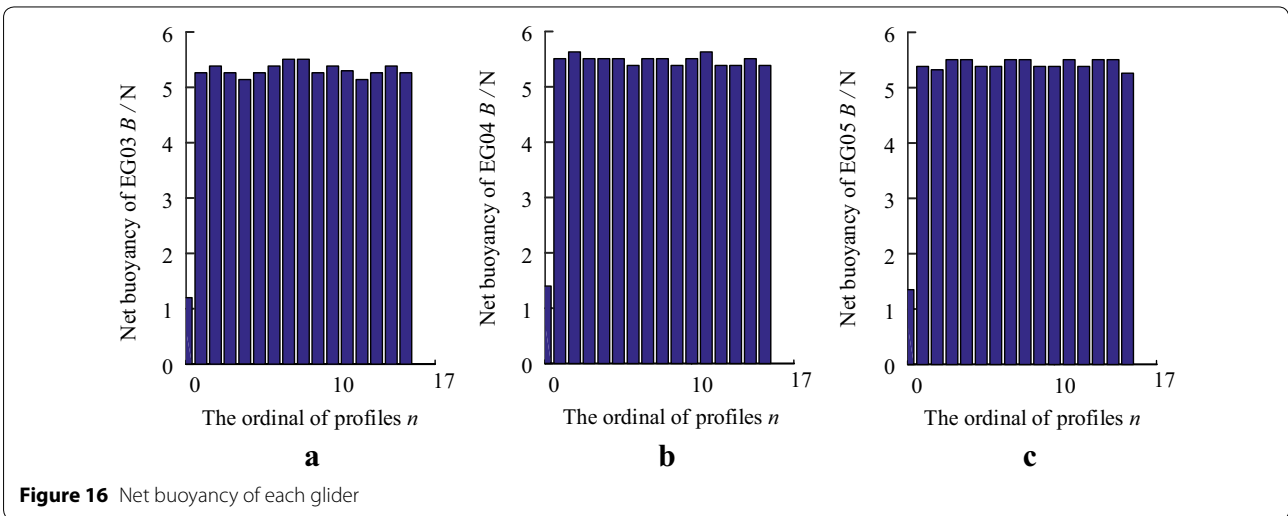 6
5
4
3
2
1
0
Net buoyancy of EG03 B / N
0 10 17
The ordinal of profiles n
a
6
5
4
3
2
1
0
Net buoyancy of EG04 B / N
0 10 17
The ordinal of profiles n
b
6
5
4
3
2
1
0
Net buoyancy of EG05 B / N
0 10 17
The ordinal of profiles n
c
Figure 16 Net buoyancy of each glider